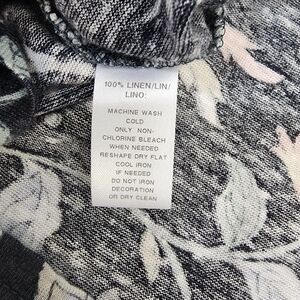 100% LINEN/LIN/
LINO:
MACHINE WASH
COLD
ONLY NON-
CHLORINE BLEACH
WHEN NEEDED
RESHAPE DRY FLAT
COOL IRON
IF NEEDED
DO NOT IRON
DECORATION
OR DRY CLEAN